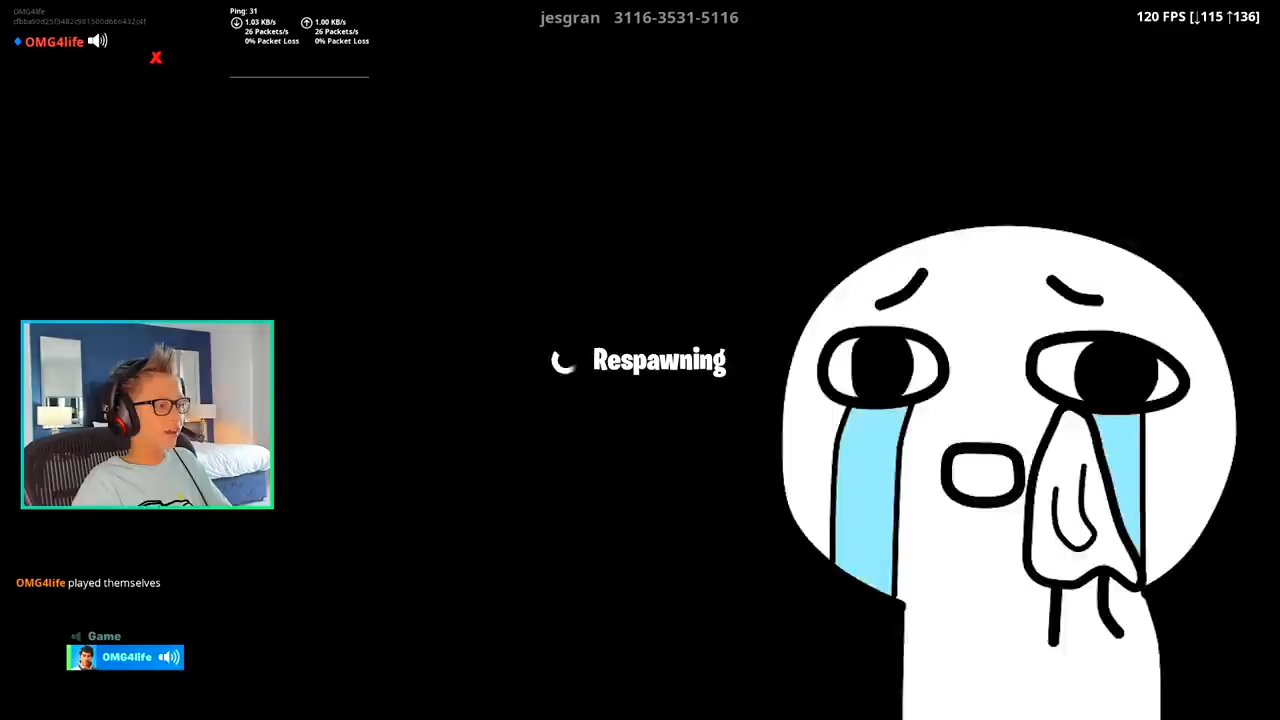 OMG4life
OMG4life
Ping: 31
1.03 KB/s
26 Packets/s
0% Packet Loss
1.00 KB/s
26 Packets/s
0% Packet Loss
jesgran 3116-3531-5116
120 FPS [↓115 ↑136]
X
Respawning
OMG4life played themselves
Game
OMG4life